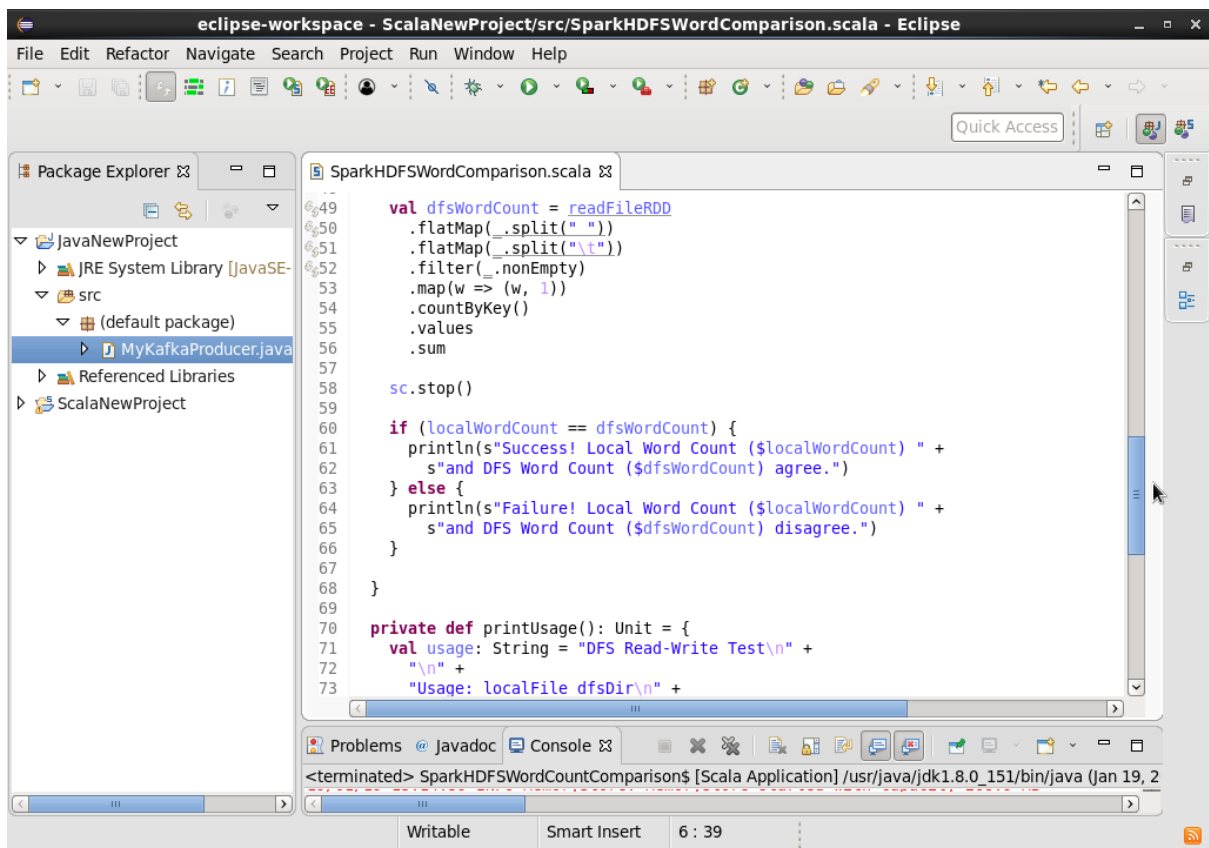 eclipse-workspace - ScalaNewProject/src/SparkHDFSWordComparison.scala - Eclipse
File Edit Refactor Navigate Search Project Run Window Help
Quick Access
Package Explorer
JavaNewProject
JRE System Library [JavaSE-
src
(default package)
MyKafkaProducer.java
Referenced Libraries
ScalaNewProject
SparkHDFSWordComparison.scala
49 val dfsWordCount = readFileRDD
50 .flatMap(_.split(" "))
51 .flatMap(_.split("\t"))
52 .filter(_.nonEmpty)
53 .map(w => (w, 1))
54 .countByKey()
55 .values
56 .sum
57
58 sc.stop()
59
60 if (localWordCount == dfsWordCount) {
61 println(s"Success! Local Word Count ($localWordCount) " +
62 s"and DFS Word Count ($dfsWordCount) agree.")
63 } else {
64 println(s"Failure! Local Word Count ($localWordCount) " +
65 s"and DFS Word Count ($dfsWordCount) disagree.")
66 }
67
68 }
69
70 private def printUsage(): Unit = {
71 val usage: String = "DFS Read-Write Test\n" +
72 "\n" +
73 "Usage: localFile dfsDir\n" +
Problems @ Javadoc Console
<terminated> SparkHDFSWordCountComparison$ [Scala Application] /usr/java/jdk1.8.0_151/bin/java (Jan 19, 2
Writable Smart Insert 6 : 39